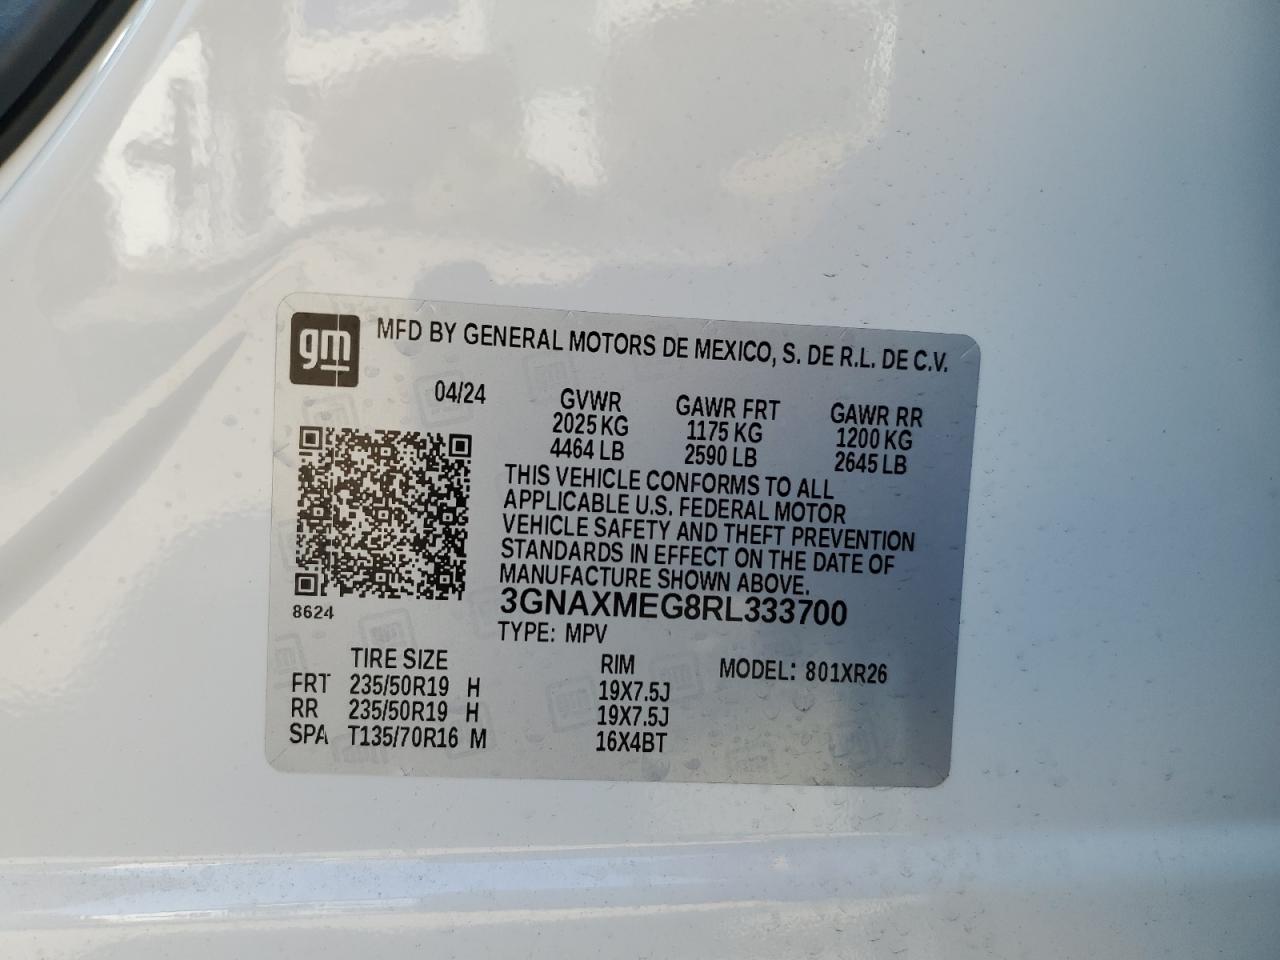 gm MFD BY GENERAL MOTORS DE MEXICO, S. DE R.L. DE C.V.
04/24 GVWR GAWR FRT GAWR RR
2025 KG 1175 KG 1200 KG
4464 LB 2590 LB 2645 LB
THIS VEHICLE CONFORMS TO ALL
APPLICABLE U.S. FEDERAL MOTOR
VEHICLE SAFETY AND THEFT PREVENTION
STANDARDS IN EFFECT ON THE DATE OF
MANUFACTURE SHOWN ABOVE.
8624 3GNAXMEG8RL333700
TYPE: MPV
TIRE SIZE RIM MODEL: 801XR26
FRT 235/50R19 H 19X7.5J
RR 235/50R19 H 19X7.5J
SPA T135/70R16 M 16X4BT